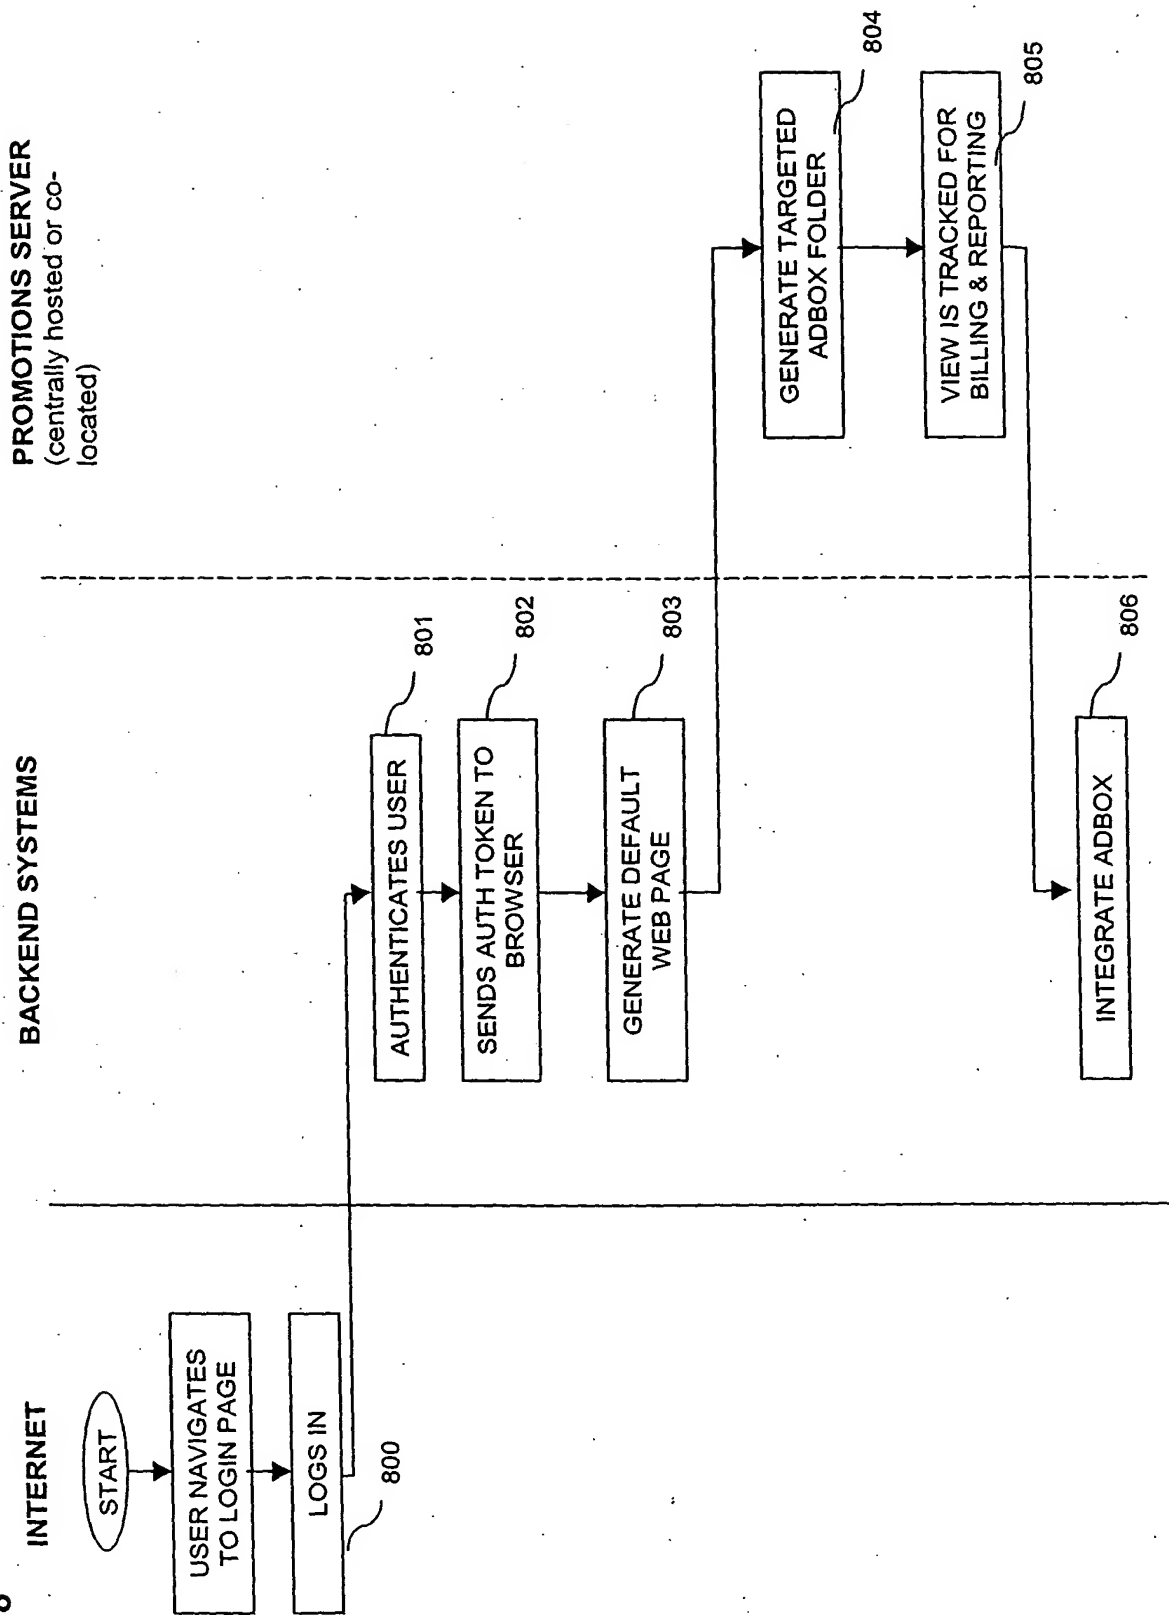 INTERNET
START
USER NAVIGATES
TO LOGIN PAGE
LOGS IN
800
BACKEND SYSTEMS
AUTHENTICATES USER
801
SENDS AUTH TOKEN TO
BROWSER
802
GENERATE DEFAULT
WEB PAGE
803
PROMOTIONS SERVER
(centrally hosted or co-
located)
GENERATE TARGETED
ADBOX FOLDER
804
VIEW IS TRACKED FOR
BILLING & REPORTING
805
INTEGRATE ADBOX
806